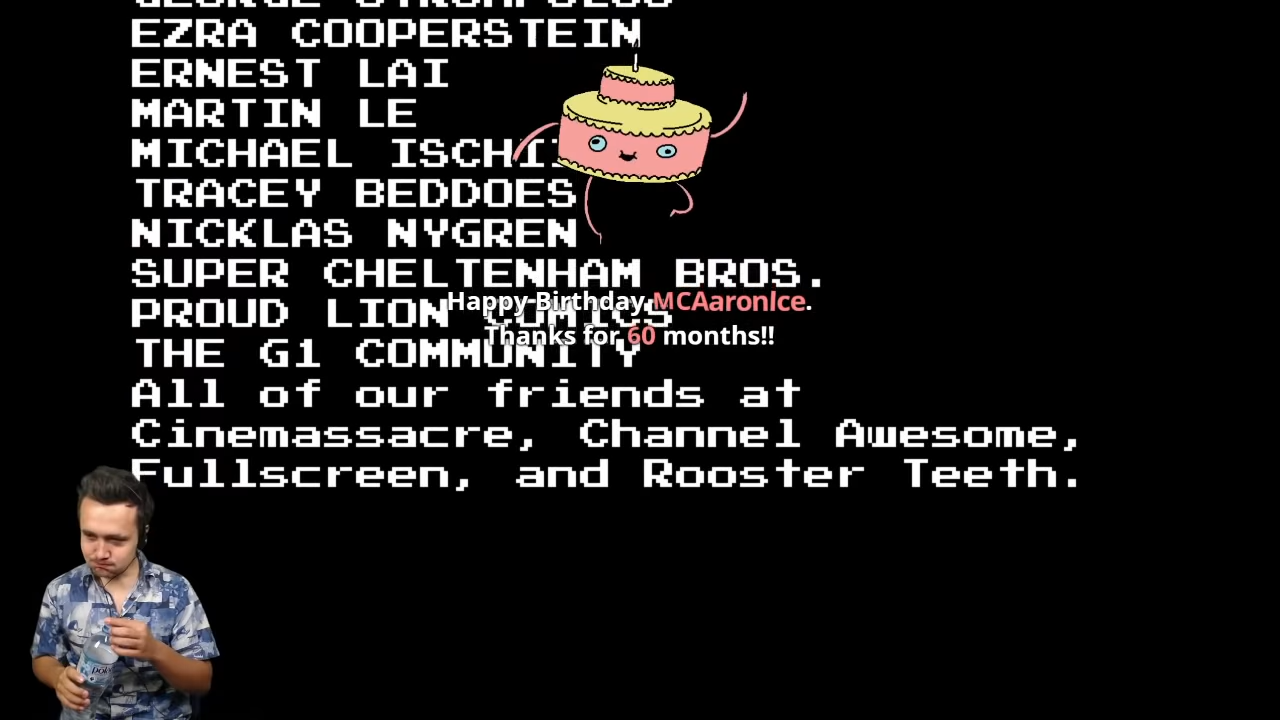 EZRA COOPERSTEIN
ERNEST LAI
MARTIN LE
MICHAEL
TRACEY BEDDOES
NICKLAS NYGREN
SUPER CHELTENHAM BROS.
Happy Birthday MCAaronIce.
PROUD LION COMICS
Thanks for 60 months!!
THE G1 COMMUNITY
All of our friends at
Cinemassacre, Channel Awesome,
Fullscreen, and Rooster Teeth.